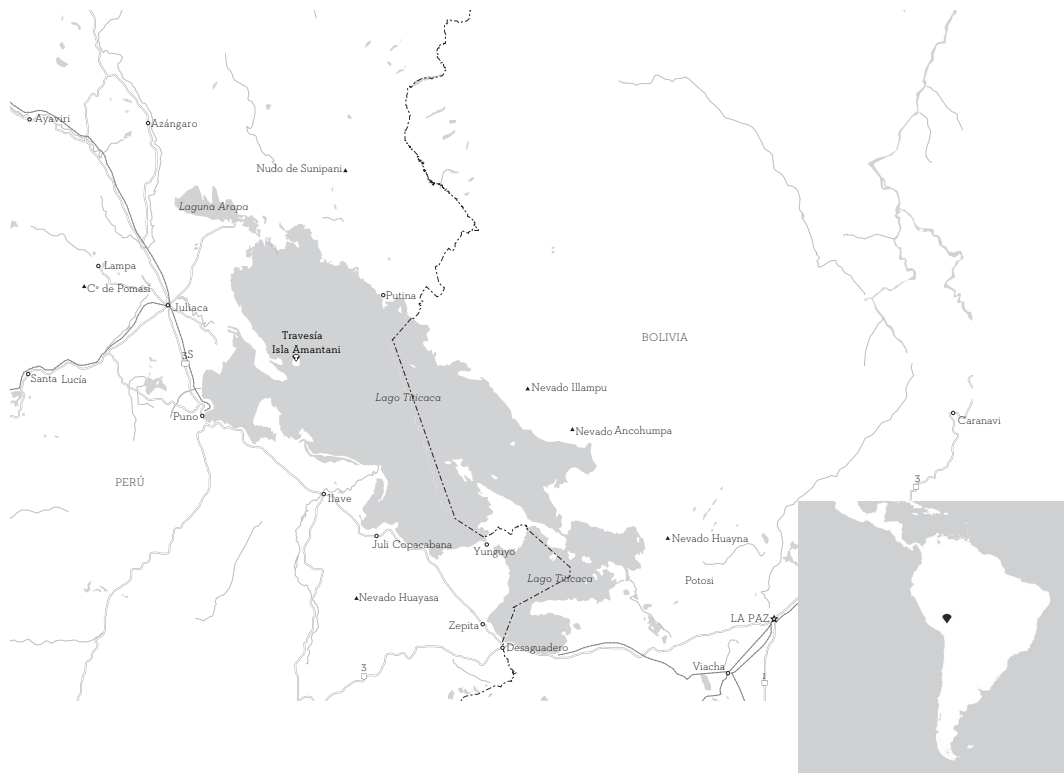 Ayaviri
Azángaro
Nudo de Sunipani
Laguna Arapa
Lampa
Cº de Pomasi
Putina
Juliaca
Travesía
Isla Amantani
BOLIVIA
3S
Santa Lucía
Nevado Illampu
Lago Titicaca
Puno
Caranavi
Nevado Ancohumpa
PERÚ
3
Ilave
Nevado Huayna
Juli Copacabana
Yunguyo
Lago Titicaca
Potosí
Nevado Huayasa
LA PAZ
Zepita
Desaguadero
3
Viacha
1